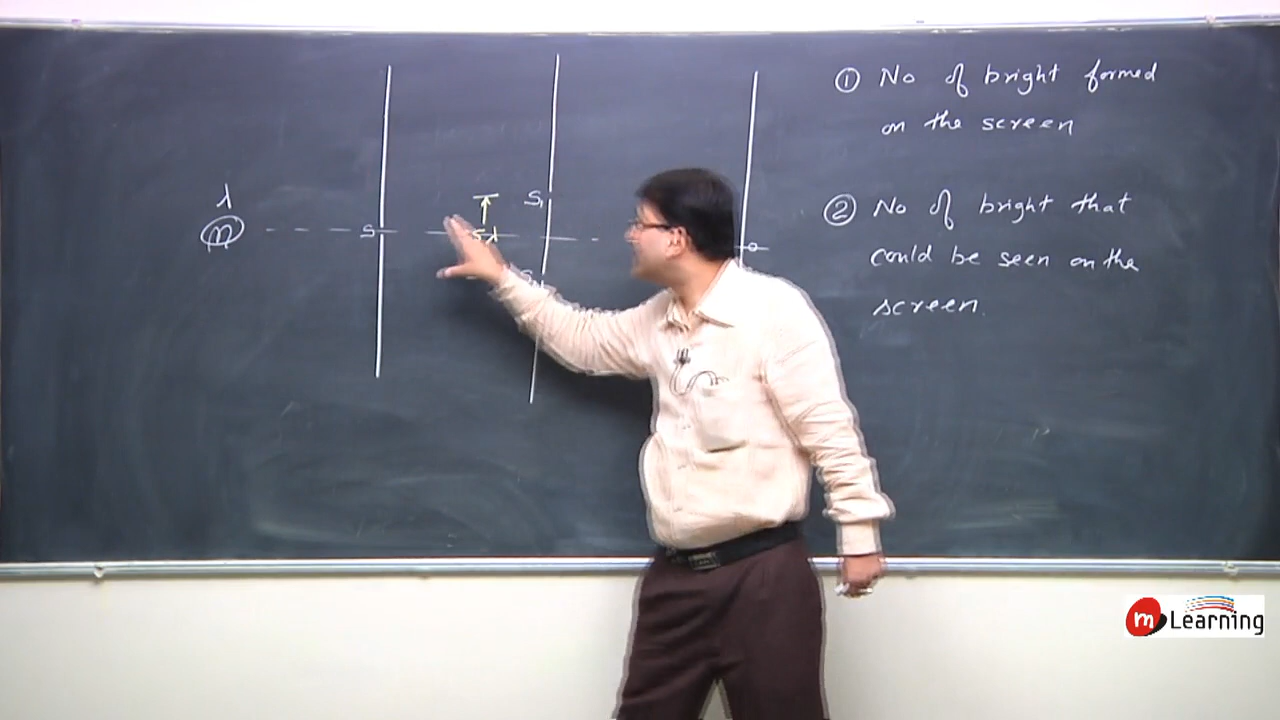 ① No of bright formed
on the screen
② No of bright that
could be seen on the
screen.
λ
S
S₁
5λ
O
m Learning